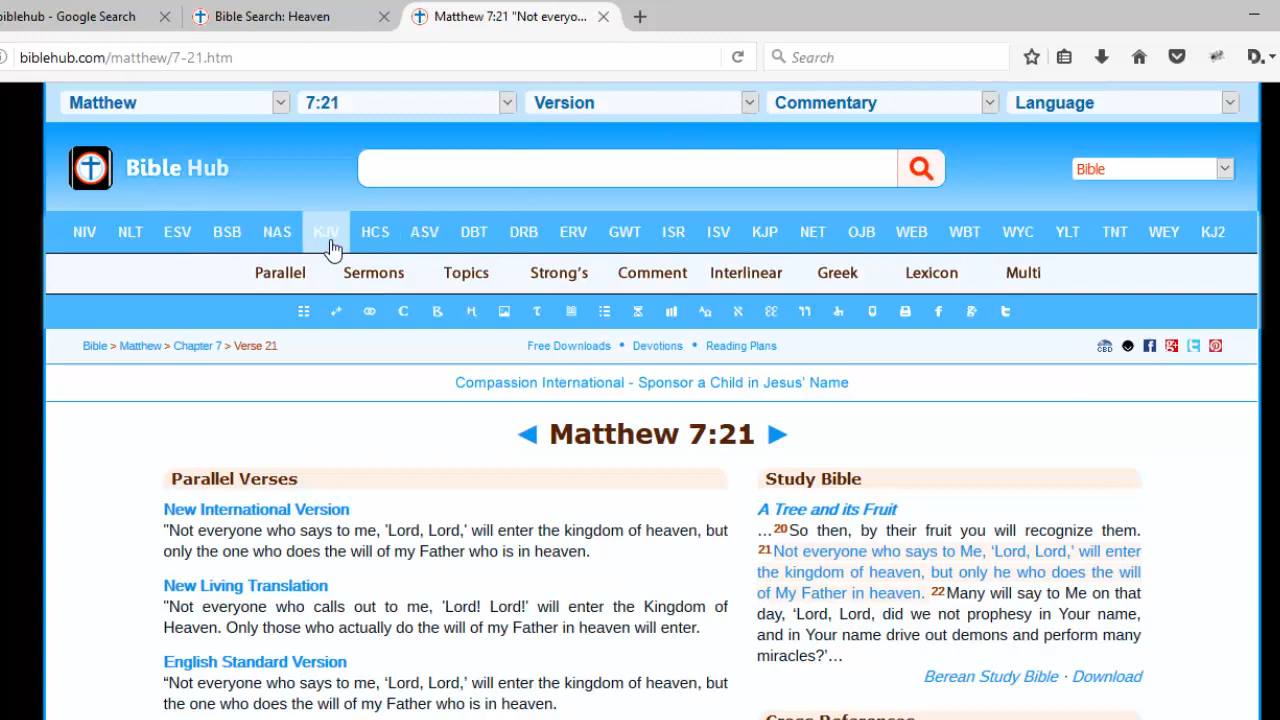 biblehub - Google Search
Bible Search: Heaven
Matthew 7:21 "Not everyo...
biblehub.com/matthew/7-21.htm
Search
D.
Matthew 7:21 Version Commentary Language
Bible Hub
Bible
NIV NLT ESV BSB NAS KJV HCS ASV DBT DRB ERV GWT ISR ISV KJP NET OJB WEB WBT WYC YLT TNT WEY KJ2
Parallel Sermons Topics Strong's Comment Interlinear Greek Lexicon Multi
Bible > Matthew > Chapter 7 > Verse 21
Free Downloads • Devotions • Reading Plans
Compassion International - Sponsor a Child in Jesus' Name
◄ Matthew 7:21 ►
Parallel Verses
New International Version
"Not everyone who says to me, 'Lord, Lord,' will enter the kingdom of heaven, but
only the one who does the will of my Father who is in heaven.
New Living Translation
"Not everyone who calls out to me, 'Lord! Lord!' will enter the Kingdom of
Heaven. Only those who actually do the will of my Father in heaven will enter.
English Standard Version
“Not everyone who says to me, ‘Lord, Lord,’ will enter the kingdom of heaven, but
the one who does the will of my Father who is in heaven.
Study Bible
A Tree and its Fruit
…20So then, by their fruit you will recognize them.
21Not everyone who says to Me, ‘Lord, Lord,’ will enter
the kingdom of heaven, but only he who does the will
of My Father in heaven. 22Many will say to Me on that
day, ‘Lord, Lord, did we not prophesy in Your name,
and in Your name drive out demons and perform many
miracles?’…
Berean Study Bible · Download
Cross References